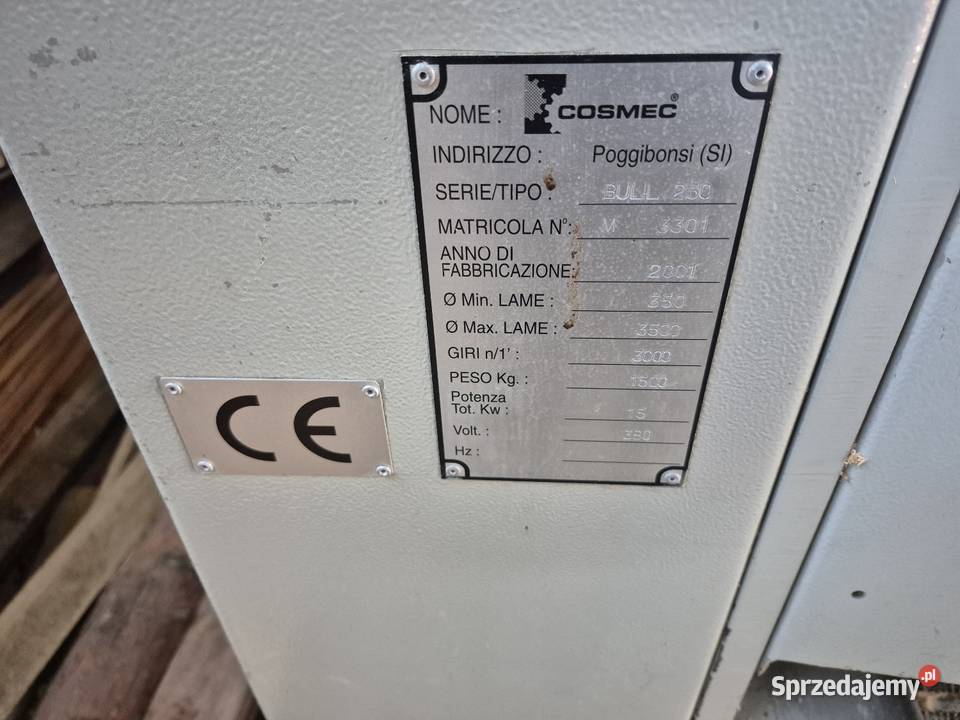 NOME : COSMEC®
INDIRIZZO : Poggibonsi (SI)
SERIE/TIPO : BULL 250
MATRICOLA N°: M 3301
ANNO DI
FABBRICAZIONE: 2001
Ø Min. LAME : 350
Ø Max. LAME : 3500
GIRI n/1' : 3000
PESO Kg. : 1500
Potenza
Tot. Kw : 15
Volt. : 380
Hz :
CE
Sprzedajemy.pl